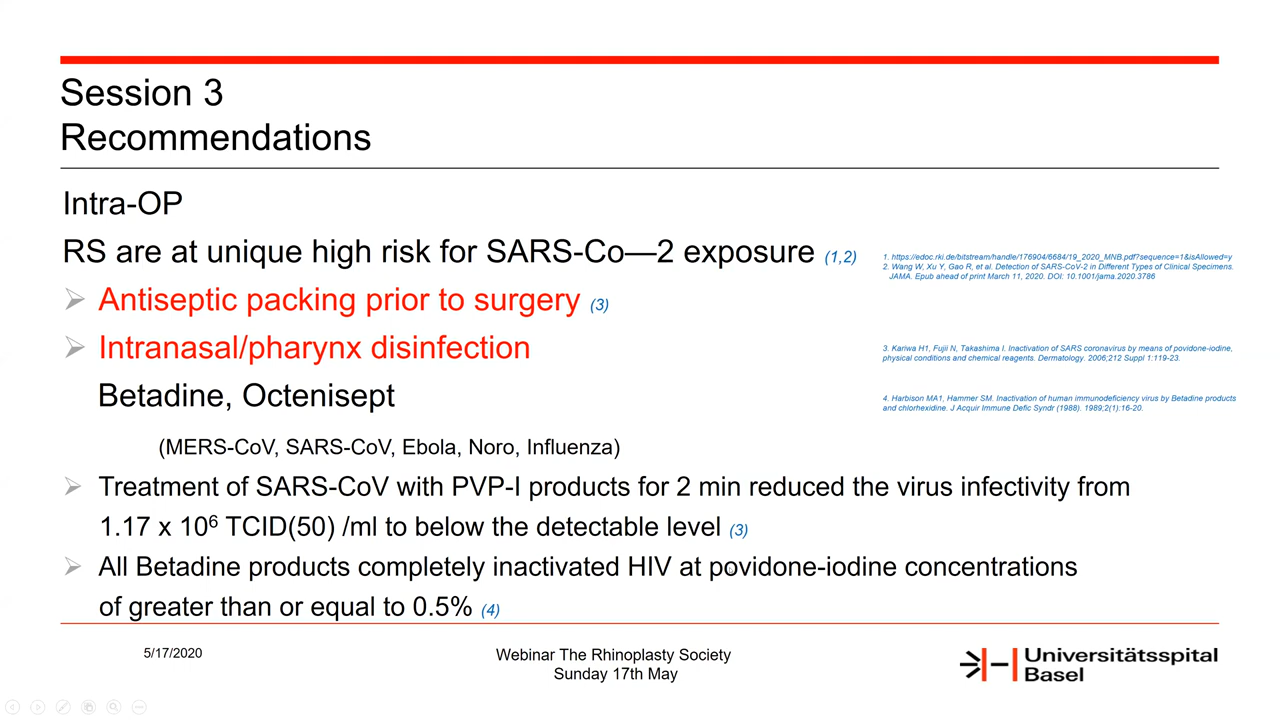 Session 3
Recommendations
Intra-OP
RS are at unique high risk for SARS-Co—2 exposure (1,2)
1. https://edoc.rki.de/bitstream/handle/176904/6684/19_2020_MNB.pdf?sequence=1&isAllowed=y
2. Wang W, Xu Y, Gao R, et al. Detection of SARS-CoV-2 in Different Types of Clinical Specimens.
JAMA. Epub ahead of print March 11, 2020. DOI: 10.1001/jama.2020.3786
Antiseptic packing prior to surgery (3)
Intranasal/pharynx disinfection
3. Kariwa H1, Fujii N, Takashima I. Inactivation of SARS coronavirus by means of povidone-iodine,
physical conditions and chemical reagents. Dermatology. 2006;212 Suppl 1:119-23.
Betadine, Octenisept
4. Harbison MA1, Hammer SM. Inactivation of human immunodeficiency virus by Betadine products
and chlorhexidine. J Acquir Immune Defic Syndr (1988). 1989;2(1):16-20.
(MERS-CoV, SARS-CoV, Ebola, Noro, Influenza)
Treatment of SARS-CoV with PVP-I products for 2 min reduced the virus infectivity from
1.17 x 10⁶ TCID(50) /ml to below the detectable level (3)
All Betadine products completely inactivated HIV at povidone-iodine concentrations
of greater than or equal to 0.5% (4)
5/17/2020
Webinar The Rhinoplasty Society
Sunday 17th May
Universitätsspital
Basel